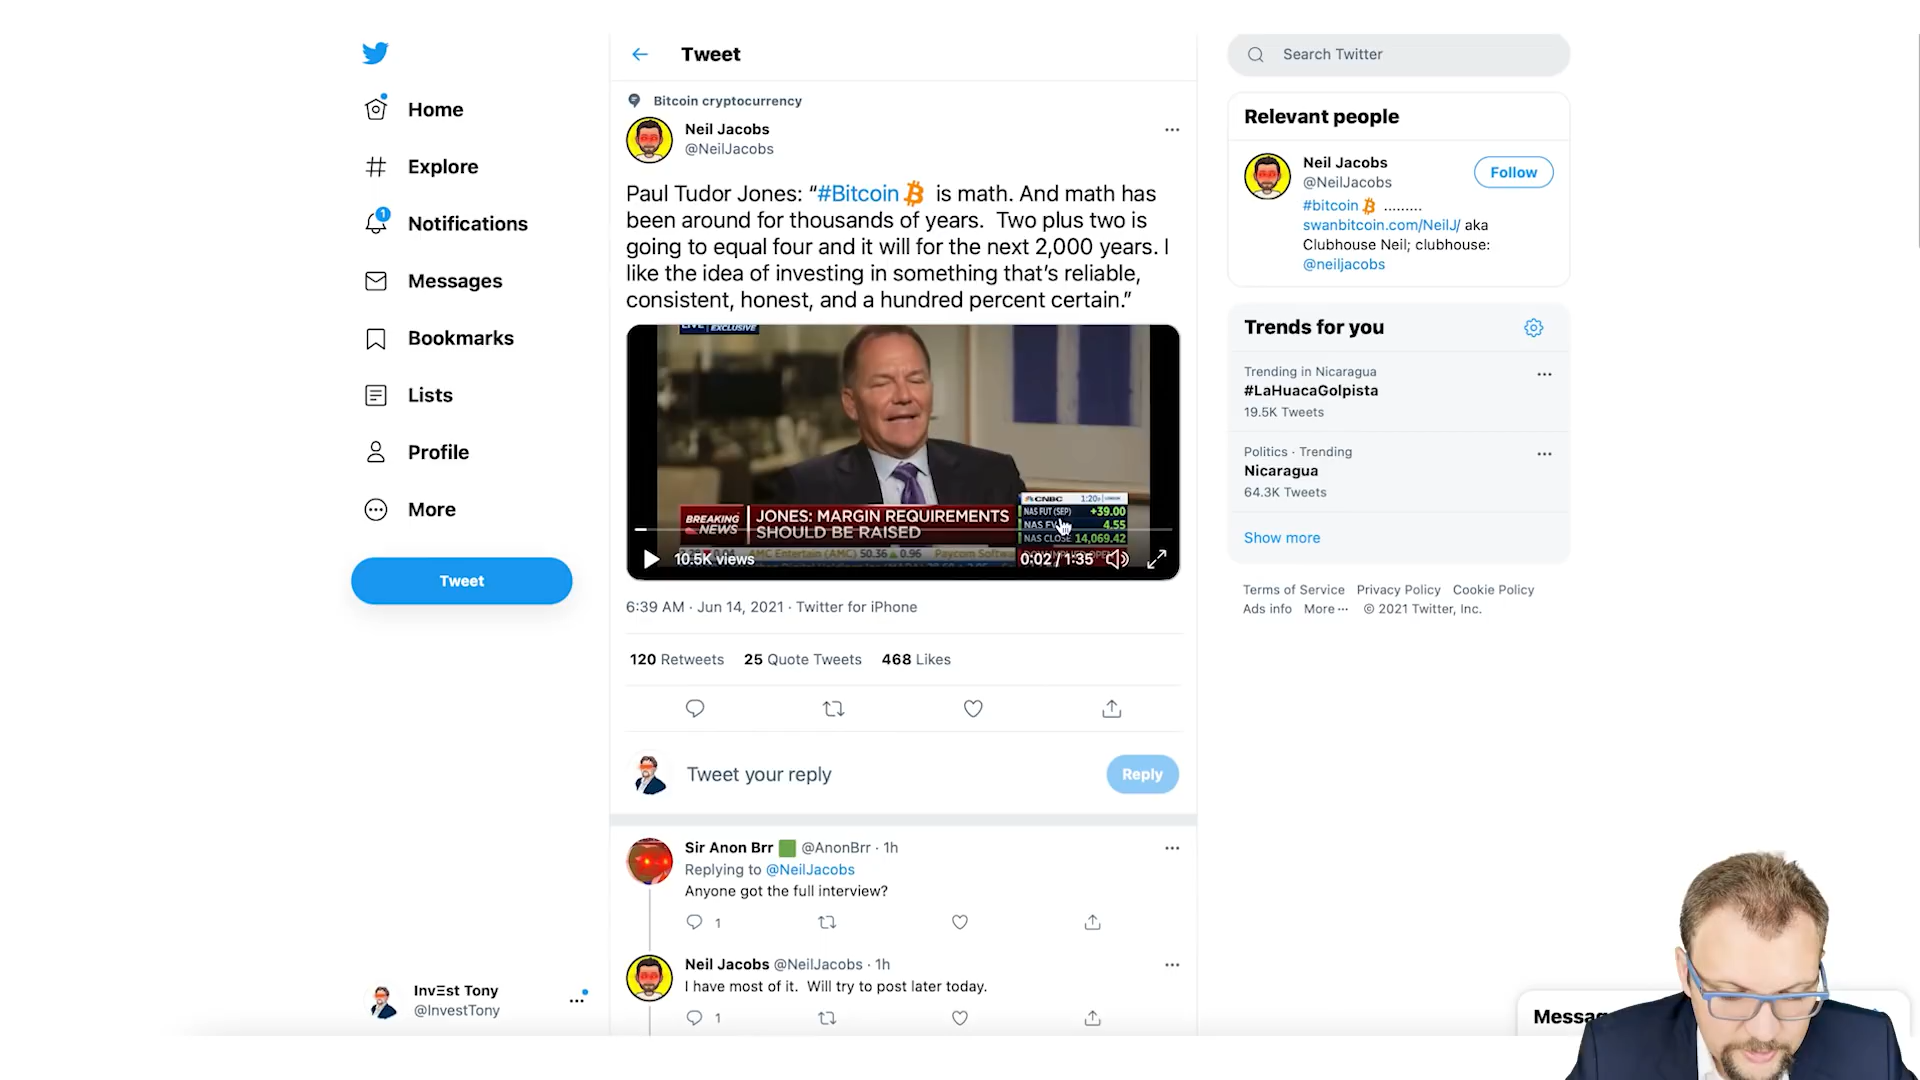 Home
Explore
1
Notifications
Messages
Bookmarks
Lists
Profile
More
Tweet
InvΞst Tony
@InvestTony
Tweet
Bitcoin cryptocurrency
Neil Jacobs
@NeilJacobs
Paul Tudor Jones: “#Bitcoin is math. And math has
been around for thousands of years. Two plus two is
going to equal four and it will for the next 2,000 years. I
like the idea of investing in something that’s reliable,
consistent, honest, and a hundred percent certain.”
LIVE EXCLUSIVE
BREAKING NEWS
JONES: MARGIN REQUIREMENTS
SHOULD BE RAISED
CNBC 1:20P
NAS FUT (SEP) +39.00
NAS FV 4.55
NAS CLOSE 14,069.42
AMC Entertain (AMC) 50.36 ▲ 0.96 Paycom Softwa
10.5K views
0:02 / 1:35
6:39 AM · Jun 14, 2021 · Twitter for iPhone
120 Retweets 25 Quote Tweets 468 Likes
Tweet your reply
Reply
Sir Anon Brr @AnonBrr · 1h
Replying to @NeilJacobs
Anyone got the full interview?
1
Neil Jacobs @NeilJacobs · 1h
I have most of it. Will try to post later today.
1
Search Twitter
Relevant people
Neil Jacobs
@NeilJacobs
Follow
#bitcoin .........
swanbitcoin.com/NeilJ/ aka
Clubhouse Neil; clubhouse:
@neiljacobs
Trends for you
Trending in Nicaragua
#LaHuacaGolpista
19.5K Tweets
Politics · Trending
Nicaragua
64.3K Tweets
Show more
Terms of Service Privacy Policy Cookie Policy
Ads info More ··· © 2021 Twitter, Inc.
Messa